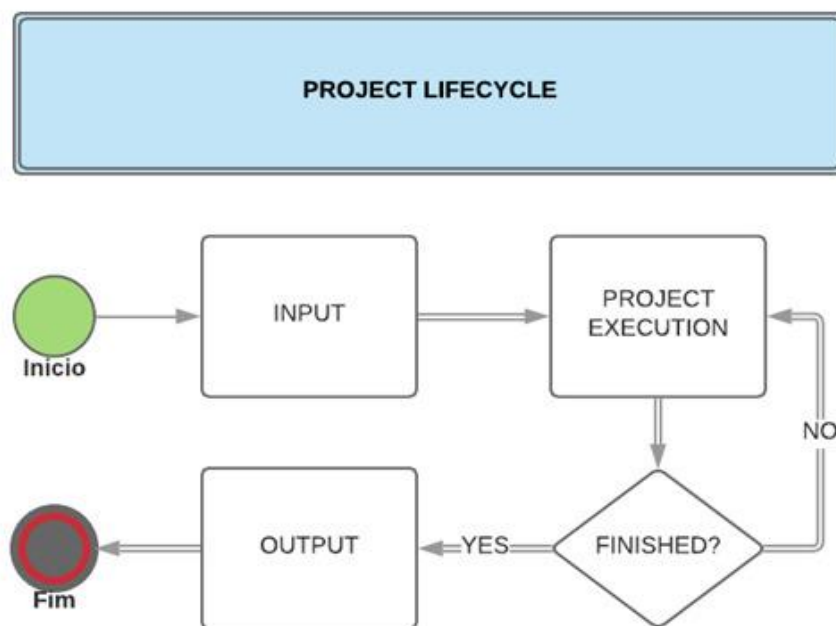 PROJECT LIFECYCLE
INPUT
PROJECT
EXECUTION
Inicio
NO
OUTPUT
YES
FINISHED?
Fim